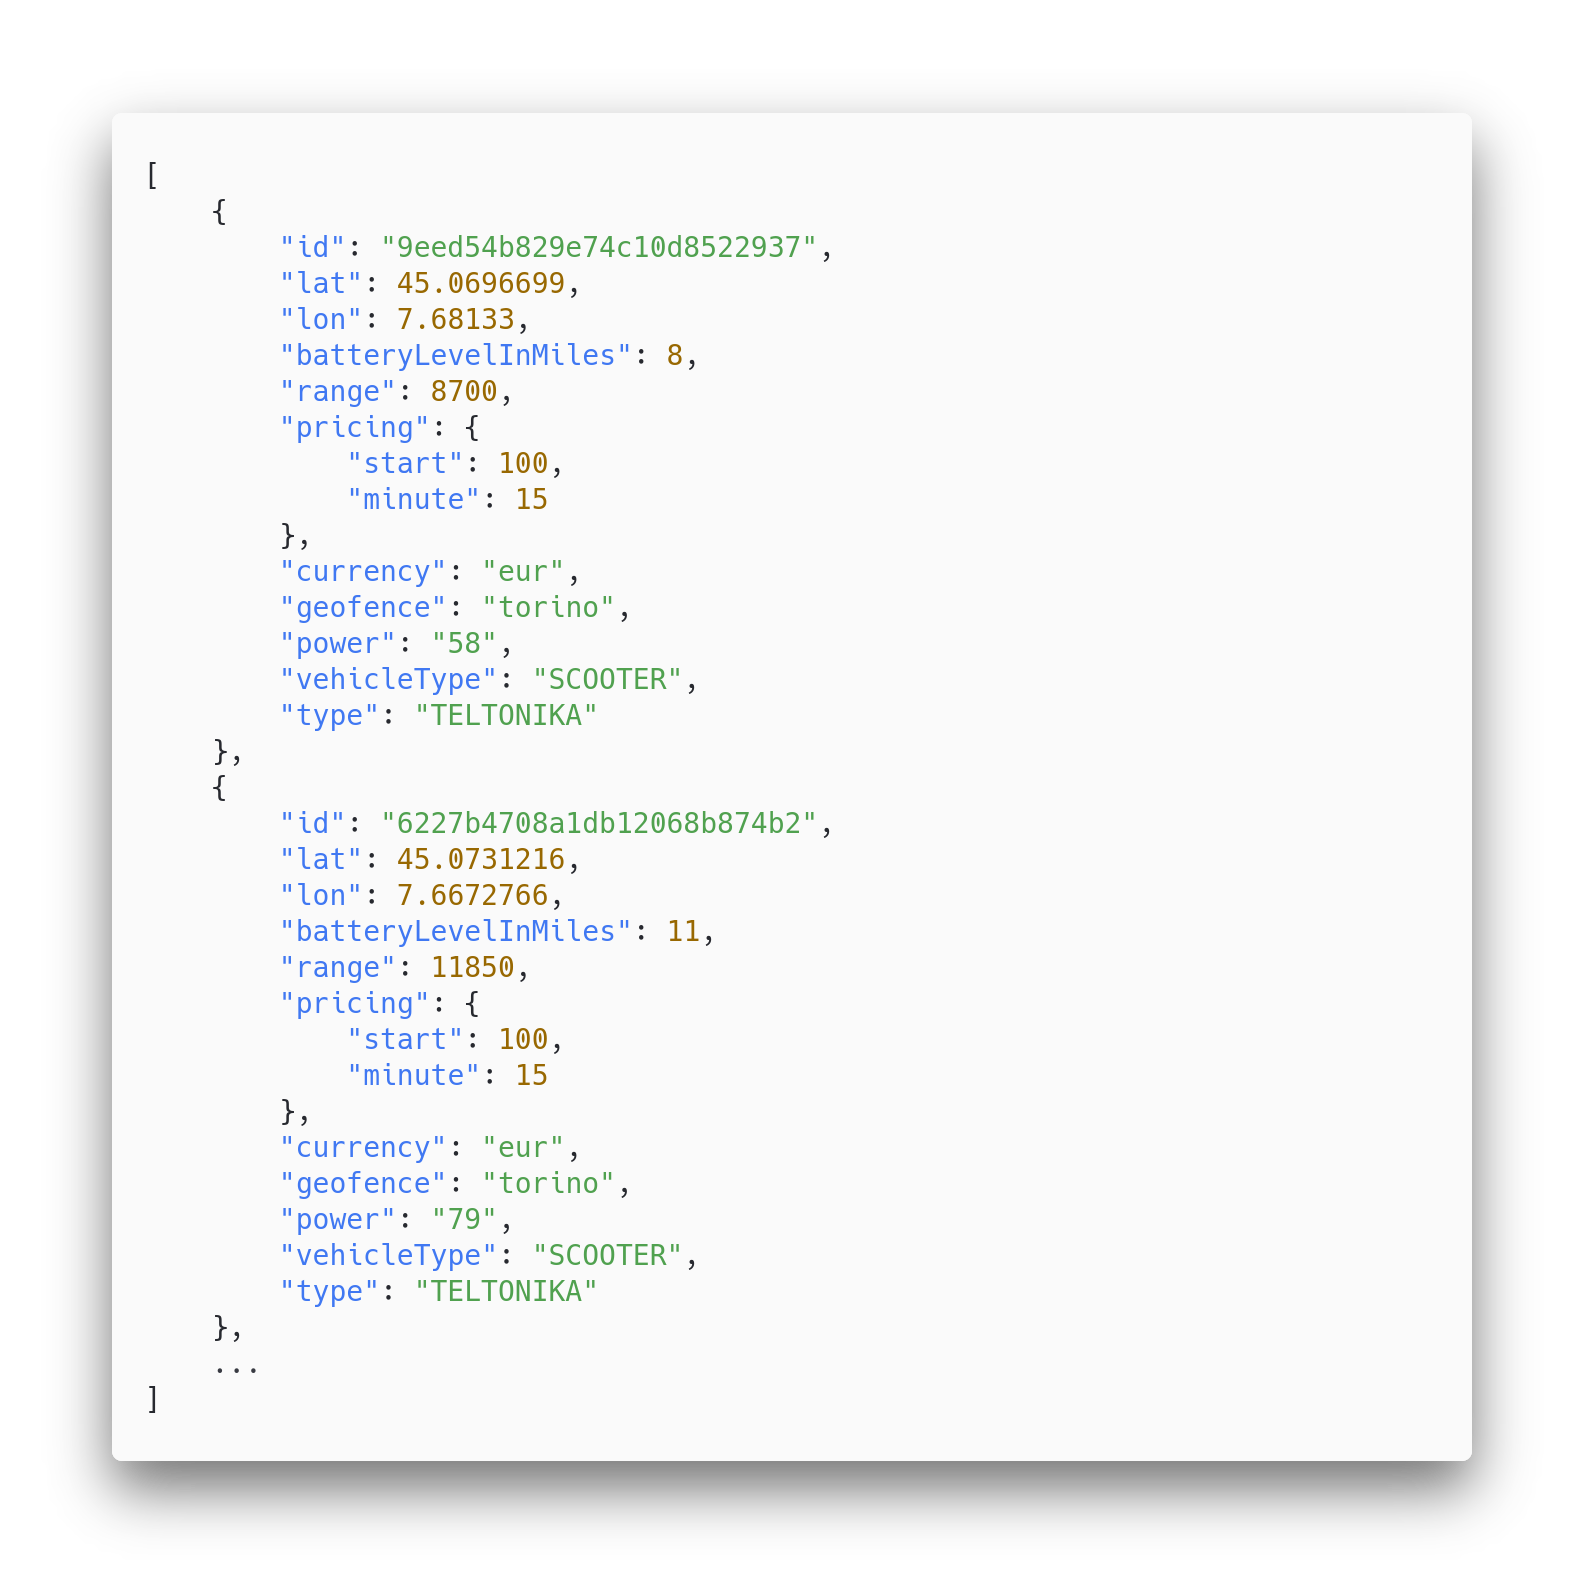 [
    {
        "id": "9eed54b829e74c10d8522937",
        "lat": 45.0696699,
        "lon": 7.68133,
        "batteryLevelInMiles": 8,
        "range": 8700,
        "pricing": {
            "start": 100,
            "minute": 15
        },
        "currency": "eur",
        "geofence": "torino",
        "power": "58",
        "vehicleType": "SCOOTER",
        "type": "TELTONIKA"
    },
    {
        "id": "6227b4708a1db12068b874b2",
        "lat": 45.0731216,
        "lon": 7.6672766,
        "batteryLevelInMiles": 11,
        "range": 11850,
        "pricing": {
            "start": 100,
            "minute": 15
        },
        "currency": "eur",
        "geofence": "torino",
        "power": "79",
        "vehicleType": "SCOOTER",
        "type": "TELTONIKA"
    },
    ...
]